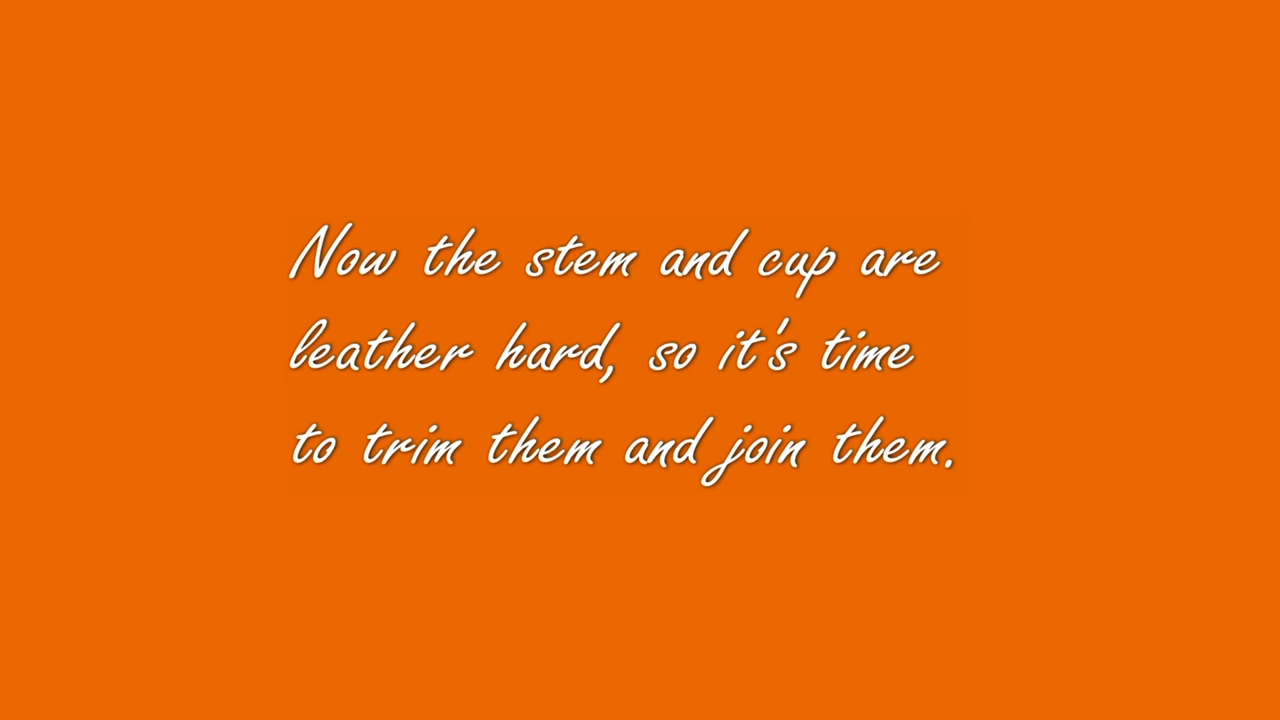 Now the stem and cup are
leather hard, so it's time
to trim them and join them.